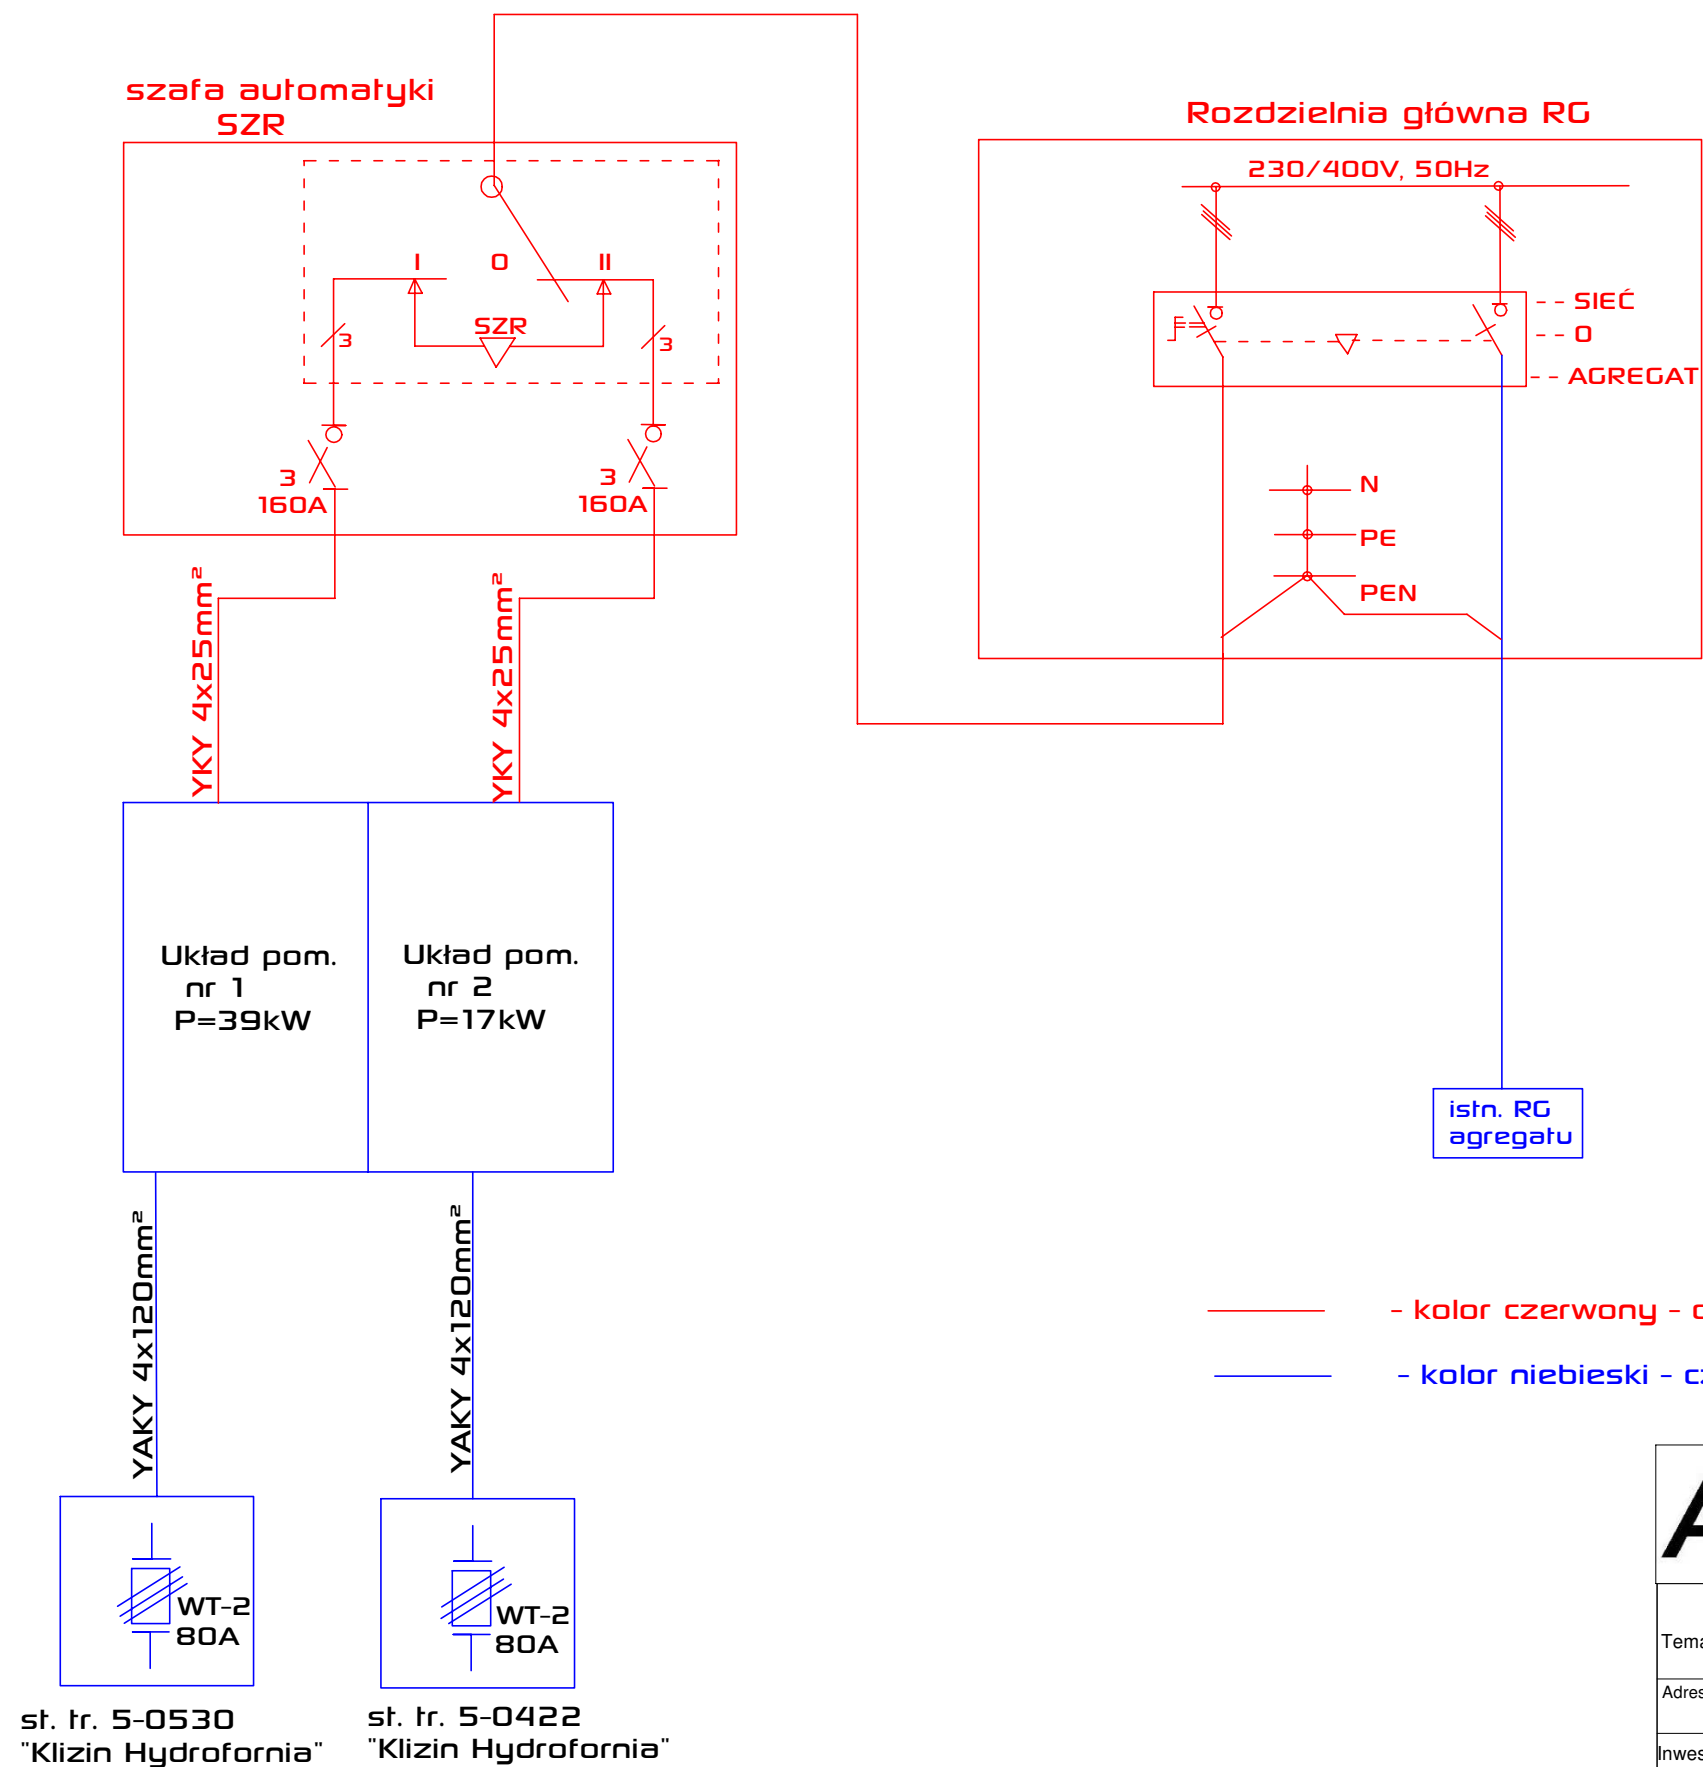 szafa automatyki
SZR
I
0
II
SZR
3
3
3
160A
3
160A
Rozdzielnia główna RG
230/400V, 50Hz
-- SIEĆ
-- 0
-- AGREGAT
N
PE
PEN
YKY 4x25mm²
YKY 4x25mm²
Układ pom.
nr 1
P=39kW
Układ pom.
nr 2
P=17kW
istn. RG
agregatu
YAKY 4x120mm²
YAKY 4x120mm²
- kolor czerwony -
- kolor niebieski -
WT-2
80A
WT-2
80A
st. tr. 5-0530
"Klizin Hydrofornia"
st. tr. 5-0422
"Klizin Hydrofornia"
A